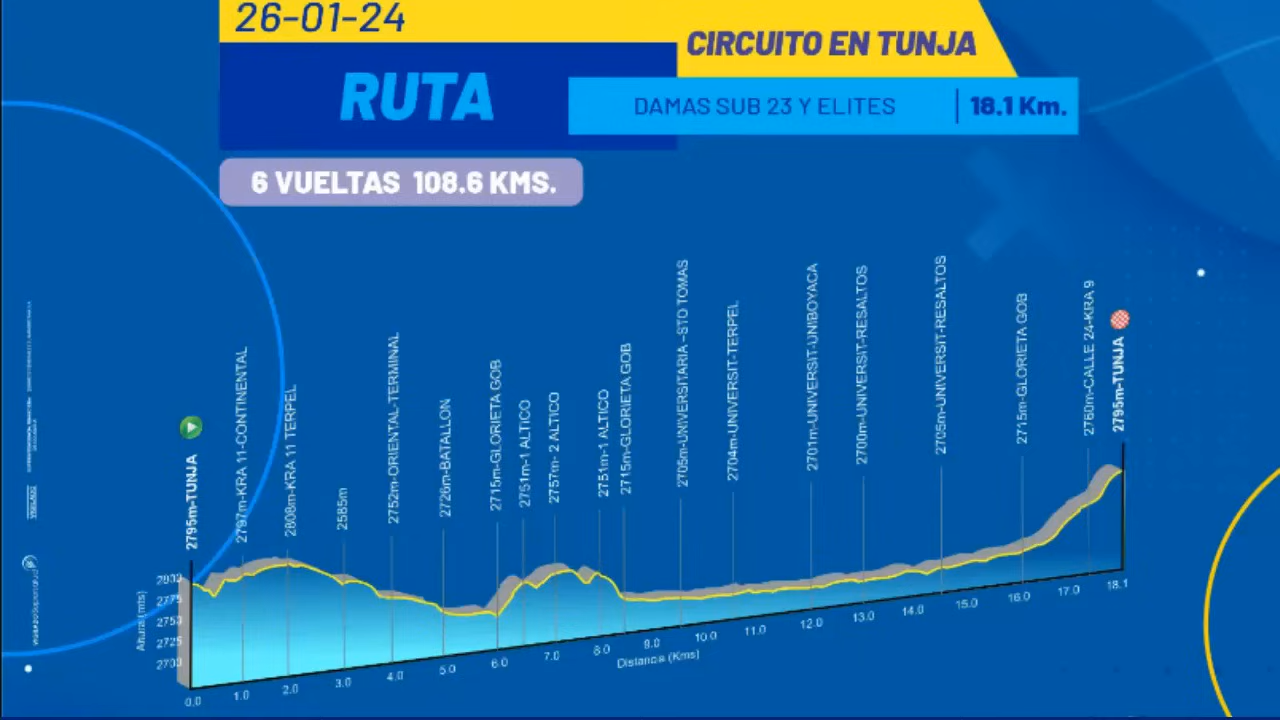 26-01-24
CIRCUITO EN TUNJA
RUTA
DAMAS SUB 23 Y ELITES
18.1 Km.
6 VUELTAS 108.6 KMS.
2795m-TUNJA
2797m-KRA 11-CONTINENTAL
2808m-KRA 11 TERPEL
2585m
2752m-ORIENTAL-TERMINAL
2726m-BATALLON
2715m-GLORIETA GOB
2751m-1 ALTICO
2757m- 2 ALTICO
2751m-1 ALTICO
2715m-GLORIETA GOB
2705m-UNIVERSITARIA -STO TOMAS
2704m-UNIVERSIT-TERPEL
2701m-UNIVERSIT-UNIBOYACA
2700m-UNIVERSIT-RESALTOS
2705m-UNIVERSIT-RESALTOS
2715m-GLORIETA GOB
2760m-CALLE 24-KRA 9
2795m-TUNJA
Altura (mts)
2800
2775
2750
2725
2700
0.0 1.0 2.0 3.0 4.0 5.0 6.0 7.0 8.0 9.0 10.0 11.0 12.0 13.0 14.0 15.0 16.0 17.0 18.1
Distancia (Kms)
VIGILADO